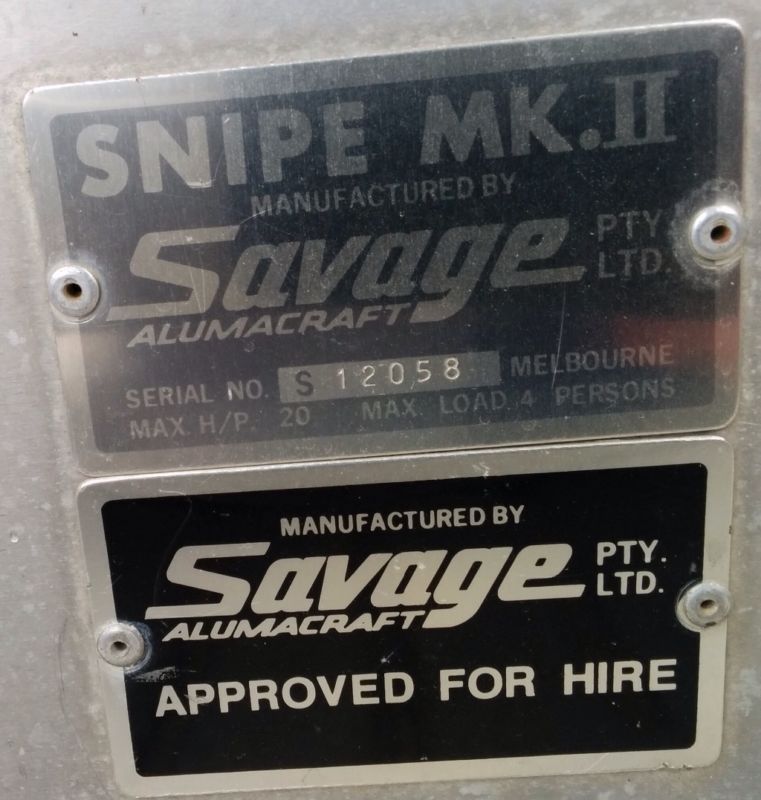 SNIPE MK.II
MANUFACTURED BY
Savage PTY. LTD.
ALUMACRAFT
SERIAL NO. S 12058 MELBOURNE
MAX. H/P. 20 MAX. LOAD 4 PERSONS
MANUFACTURED BY
Savage PTY. LTD.
ALUMACRAFT
APPROVED FOR HIRE